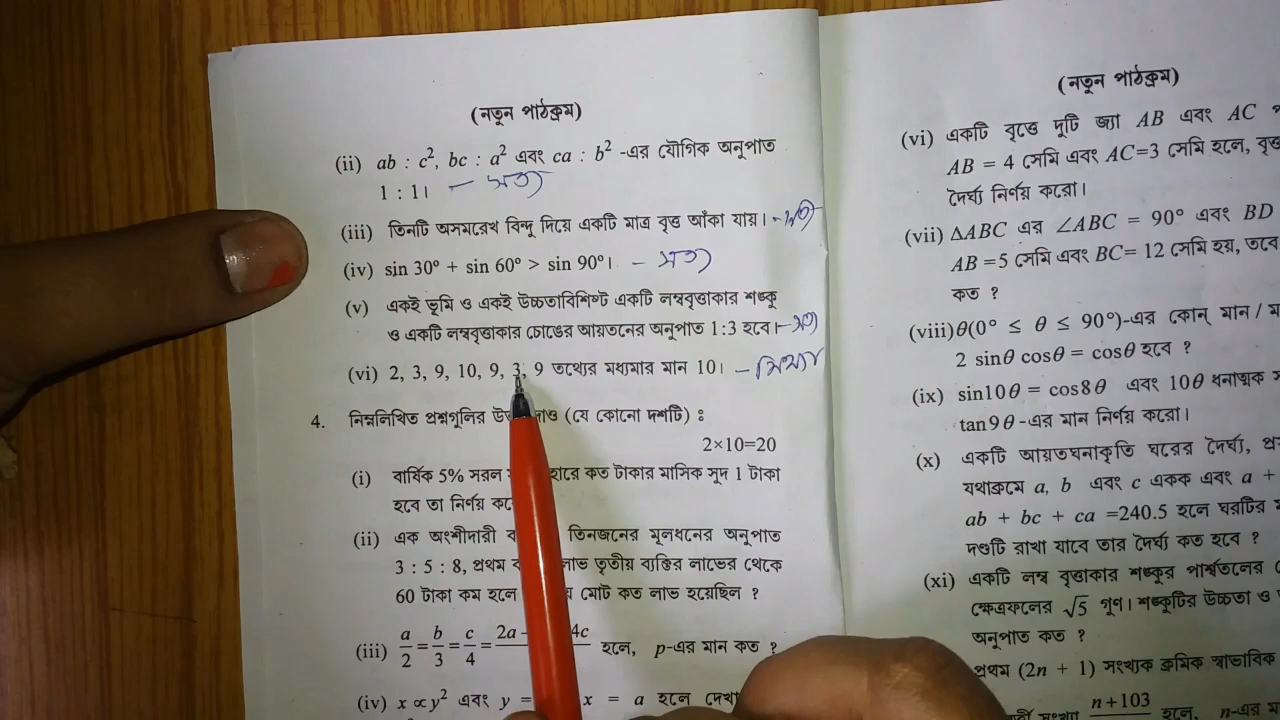 (নতুন পাঠক্রম)
(ii) ab : c², bc : a² এবং ca : b² -এর যৌগিক অনুপাত
1 : 1। – সত্য
(iii) তিনটি অসমরেখ বিন্দু দিয়ে একটি মাত্র বৃত্ত আঁকা যায়। -
(iv) sin 30° + sin 60° > sin 90°। – সত্য
(v) একই ভূমি ও একই উচ্চতাবিশিষ্ট একটি লম্ববৃত্তাকার শঙ্কু
ও একটি লম্ববৃত্তাকার চোঙের আয়তনের অনুপাত 1:3 হবে। – সত্য
(vi) 2, 3, 9, 10, 9, 3, 9 তথ্যের মধ্যমার মান 10। – মিথ্যা
4. নিম্নলিখিত প্রশ্নগুলির (যে কোনো দশটি) :
2×10=20
(i) বার্ষিক 5% সরল হারে কত টাকার মাসিক সুদ 1 টাকা
হবে তা নির্ণয়
(ii) এক অংশীদারী তিনজনের মূলধনের অনুপাত
3 : 5 : 8, প্রথম লাভ তৃতীয় ব্যক্তির লাভের থেকে
60 টাকা কম হলে মোট কত লাভ হয়েছিল ?
(iii) a/2 = b/3 = c/4 = 2a - 4c হলে, p-এর মান কত ?
(iv) x ∝ y² এবং y = x = a হলে
(নতুন পাঠক্রম)
(vi) একটি বৃত্তে দুটি জ্যা AB এবং AC
AB = 4 সেমি এবং AC=3 সেমি হলে,
দৈর্ঘ্য নির্ণয় করো।
(vii) ΔABC এর ∠ABC = 90° এবং BD
AB =5 সেমি এবং BC= 12 সেমি হয়, তবে
কত ?
(viii) θ(0° ≤ θ ≤ 90°)-এর কোন্ মান / ম
2 sinθ cosθ = cosθ হবে ?
(ix) sin10θ = cos8θ এবং 10θ ধনাত্মক
tan9θ -এর মান নির্ণয় করো।
(x) একটি আয়তঘনাকৃতি ঘরের দৈর্ঘ্য,
যথাক্রমে a, b এবং c একক এবং a +
ab + bc + ca =240.5 হলে ঘরটির
দণ্ডটি রাখা যাবে তার দৈর্ঘ্য কত হবে ?
(xi) একটি লম্ব বৃত্তাকার শঙ্কুর পার্শ্বতলের
ক্ষেত্রফলের √5 গুণ। শঙ্কুটির উচ্চতা ও
অনুপাত কত ?
প্রথম (2n + 1) সংখ্যক ক্রমিক স্বাভাবিক
n+103 হলে, n-এর